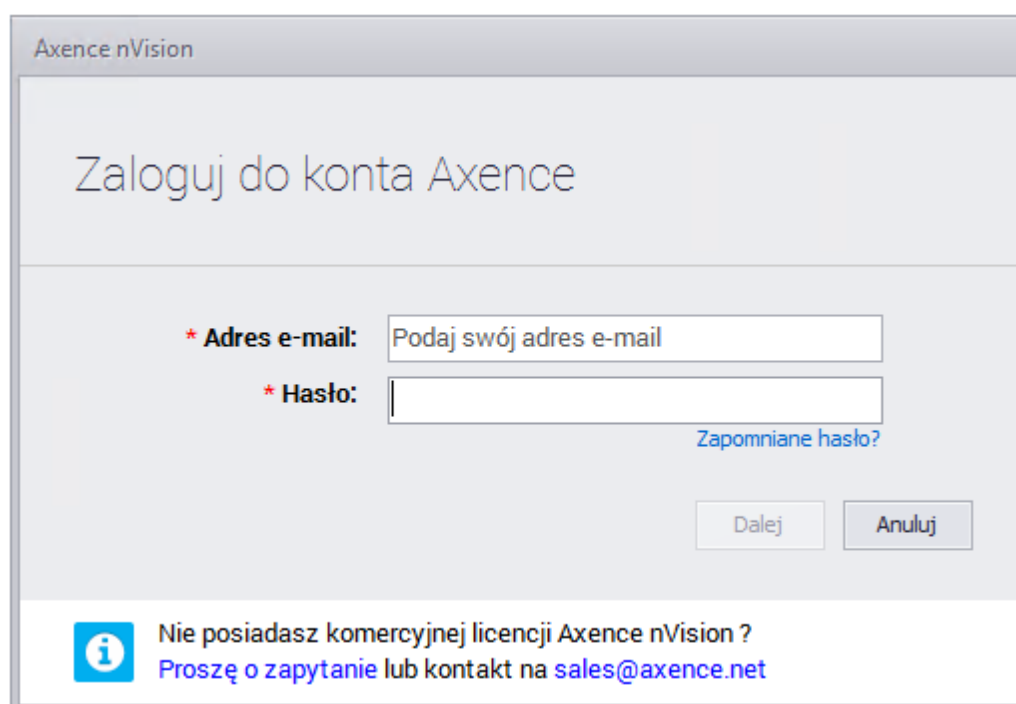 Axence nVision
Zaloguj do konta Axence
* Adres e-mail: Podaj swój adres e-mail
* Hasło:
Zapomniane hasło?
Dalej Anuluj
Nie posiadasz komercyjnej licencji Axence nVision ?
Proszę o zapytanie lub kontakt na sales@axence.net